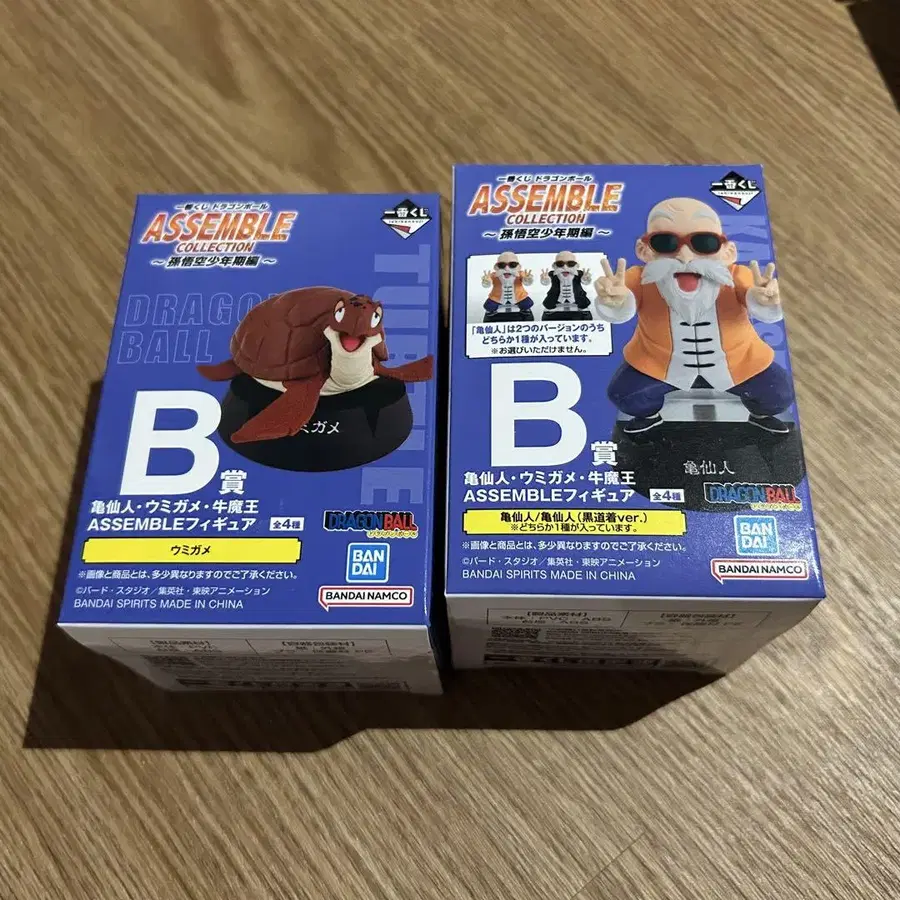 一番くじ ドラゴンボール
ASSEMBLE
COLLECTION
～孫悟空少年期編～
一番くじ
DRAGON
BALL
TURTLE
ウミガメ
B賞
亀仙人・ウミガメ・牛魔王
ASSEMBLEフィギュア 全4種
ウミガメ
DRAGONBALL
※画像と商品とは、多少異なりますのでご了承ください。
©バード・スタジオ／集英社・東映アニメーション
BANDAI SPIRITS MADE IN CHINA
BANDAI
BANDAI NAMCO
一番くじ ドラゴンボール
ASSEMBLE
COLLECTION
～孫悟空少年期編～
一番くじ
「亀仙人」は2つのバージョンのうち
どちらか1種が入っています。
※お選びいただけません。
亀仙人
B賞
亀仙人・ウミガメ・牛魔王
ASSEMBLEフィギュア 全4種
亀仙人/亀仙人(黒道着ver.)
※どちらか1種が入っています。
DRAGONBALL
※画像と商品とは、多少異なりますのでご了承ください。
©バード・スタジオ／集英社・東映アニメーション
BANDAI SPIRITS MADE IN CHINA
BANDAI
BANDAI NAMCO